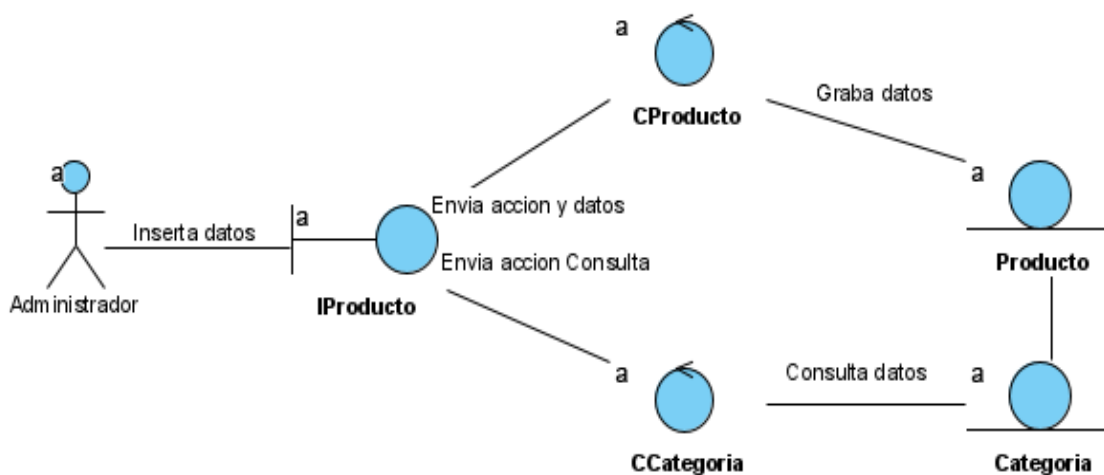 a
CProducto
Graba datos
a
a
Envia accion y datos
a
Inserta datos
Envia accion Consulta
Producto
Administrador
IProducto
a
Consulta datos
a
CCategoria
Categoria